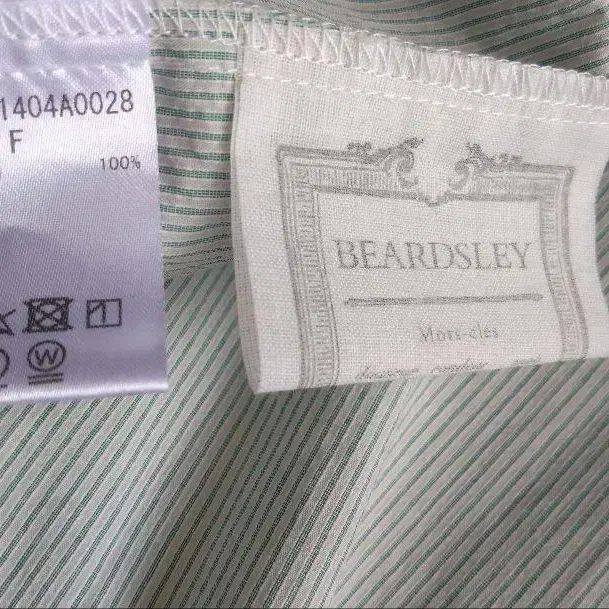 1404A0028
F
100%
W
BEARDSLEY
Mots-clés